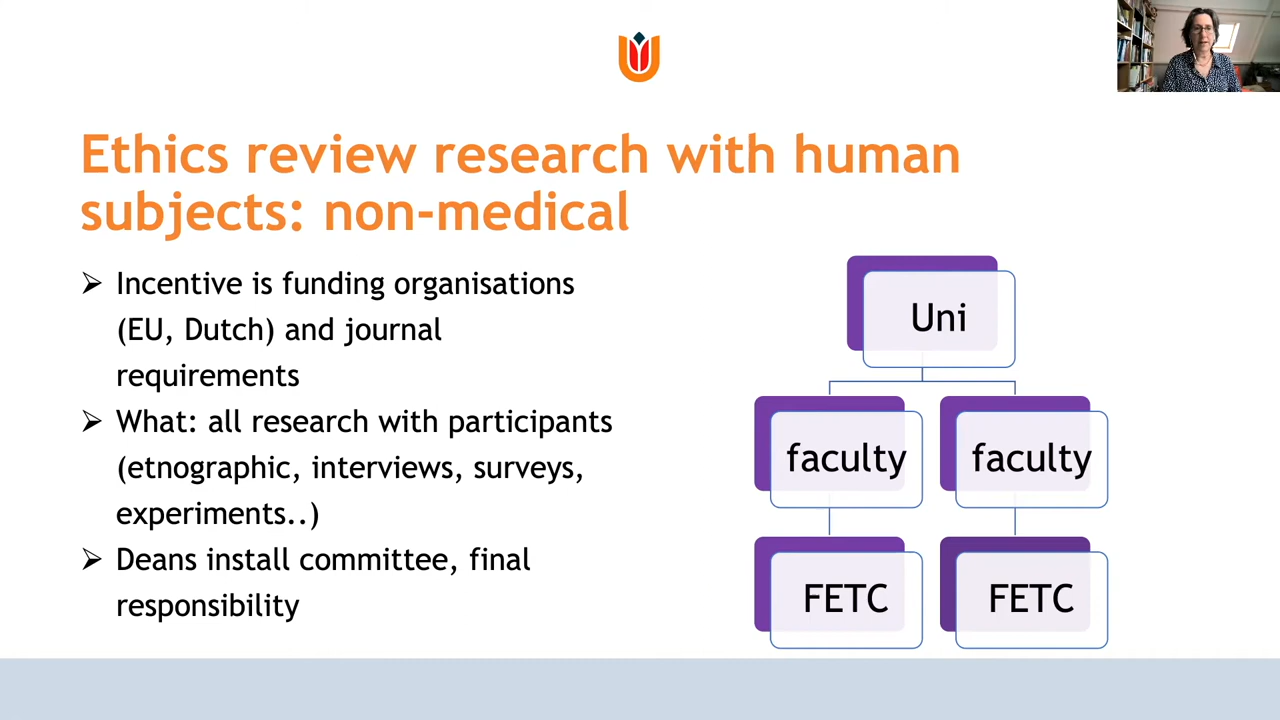 Ethics review research with human
subjects: non-medical
Incentive is funding organisations
(EU, Dutch) and journal
requirements
What: all research with participants
(etnographic, interviews, surveys,
experiments..)
Deans install committee, final
responsibility
Uni
faculty faculty
FETC FETC